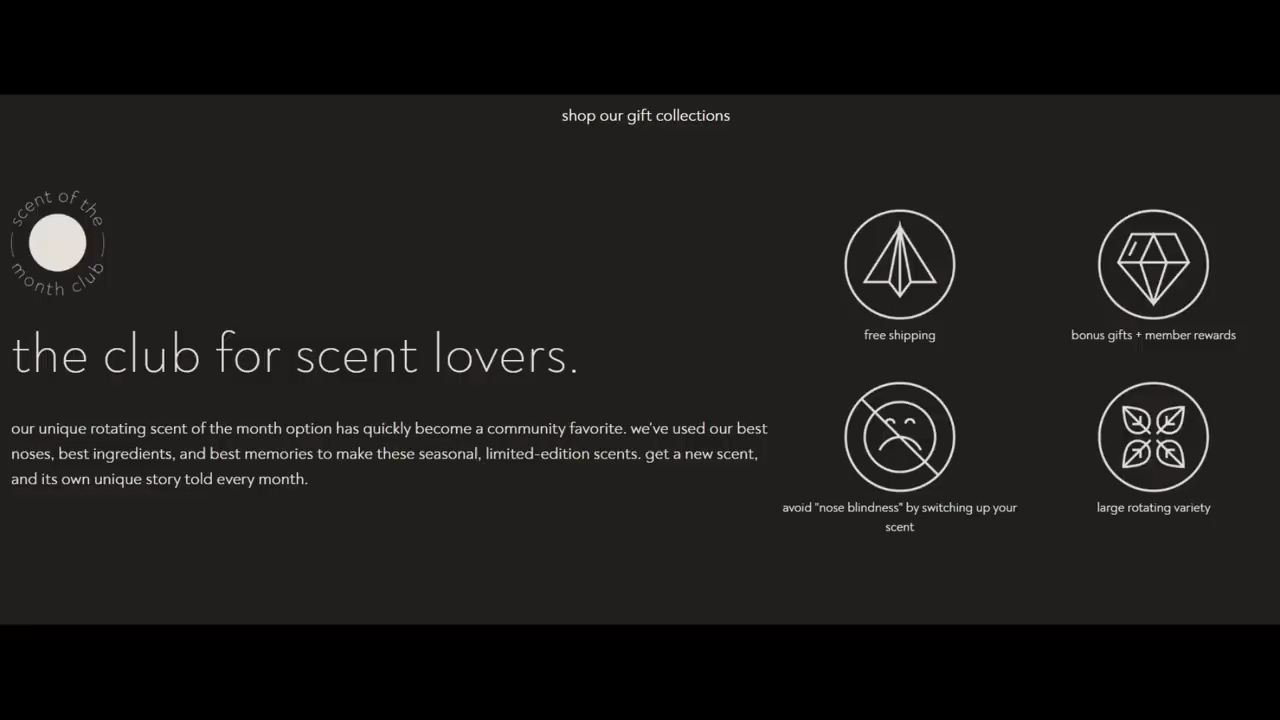 shop our gift collections
scent of the
month club
the club for scent lovers.
our unique rotating scent of the month option has quickly become a community favorite. we've used our best
noses, best ingredients, and best memories to make these seasonal, limited-edition scents. get a new scent,
and its own unique story told every month.
free shipping
bonus gifts + member rewards
avoid "nose blindness" by switching up your
scent
large rotating variety